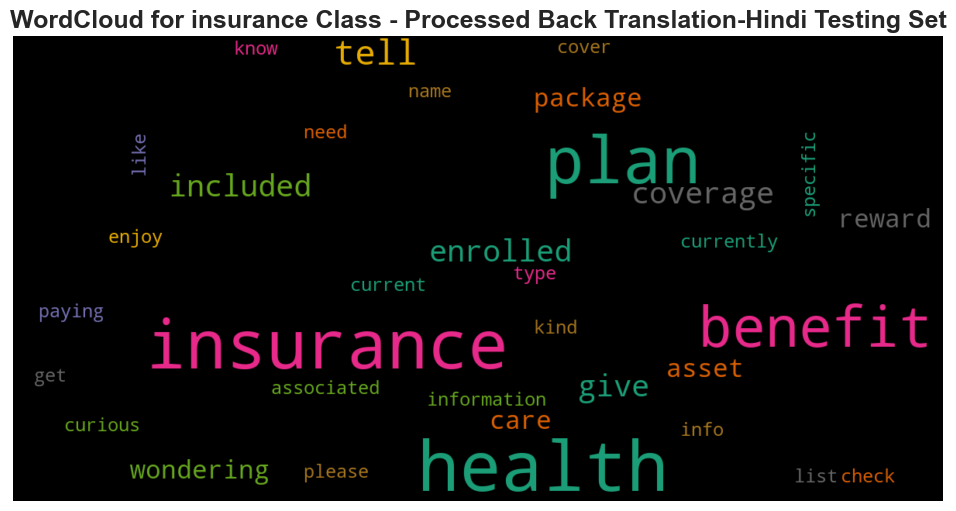 WordCloud for insurance Class - Processed Back Translation-Hindi Testing Set
know
tell
cover
name
package
need
like
plan
specific
included
coverage
reward
enjoy
enrolled
currently
type
current
paying
insurance
kind
benefit
get
associated
give
asset
information
curious
care
info
wondering
please
health
list
check